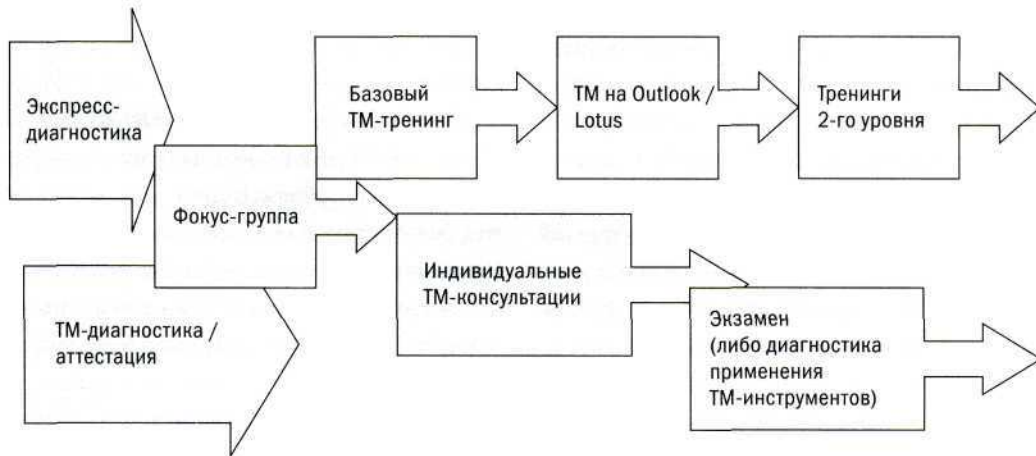 Экспресс-
диагностика
Базовый
ТМ-тренинг
ТМ на Outlook /
Lotus
Тренинги
2-го уровня
Фокус-группа
Индивидуальные
ТМ-консультации
ТМ-диагностика /
аттестация
Экзамен
(либо диагностика
применения
ТМ-инструментов)